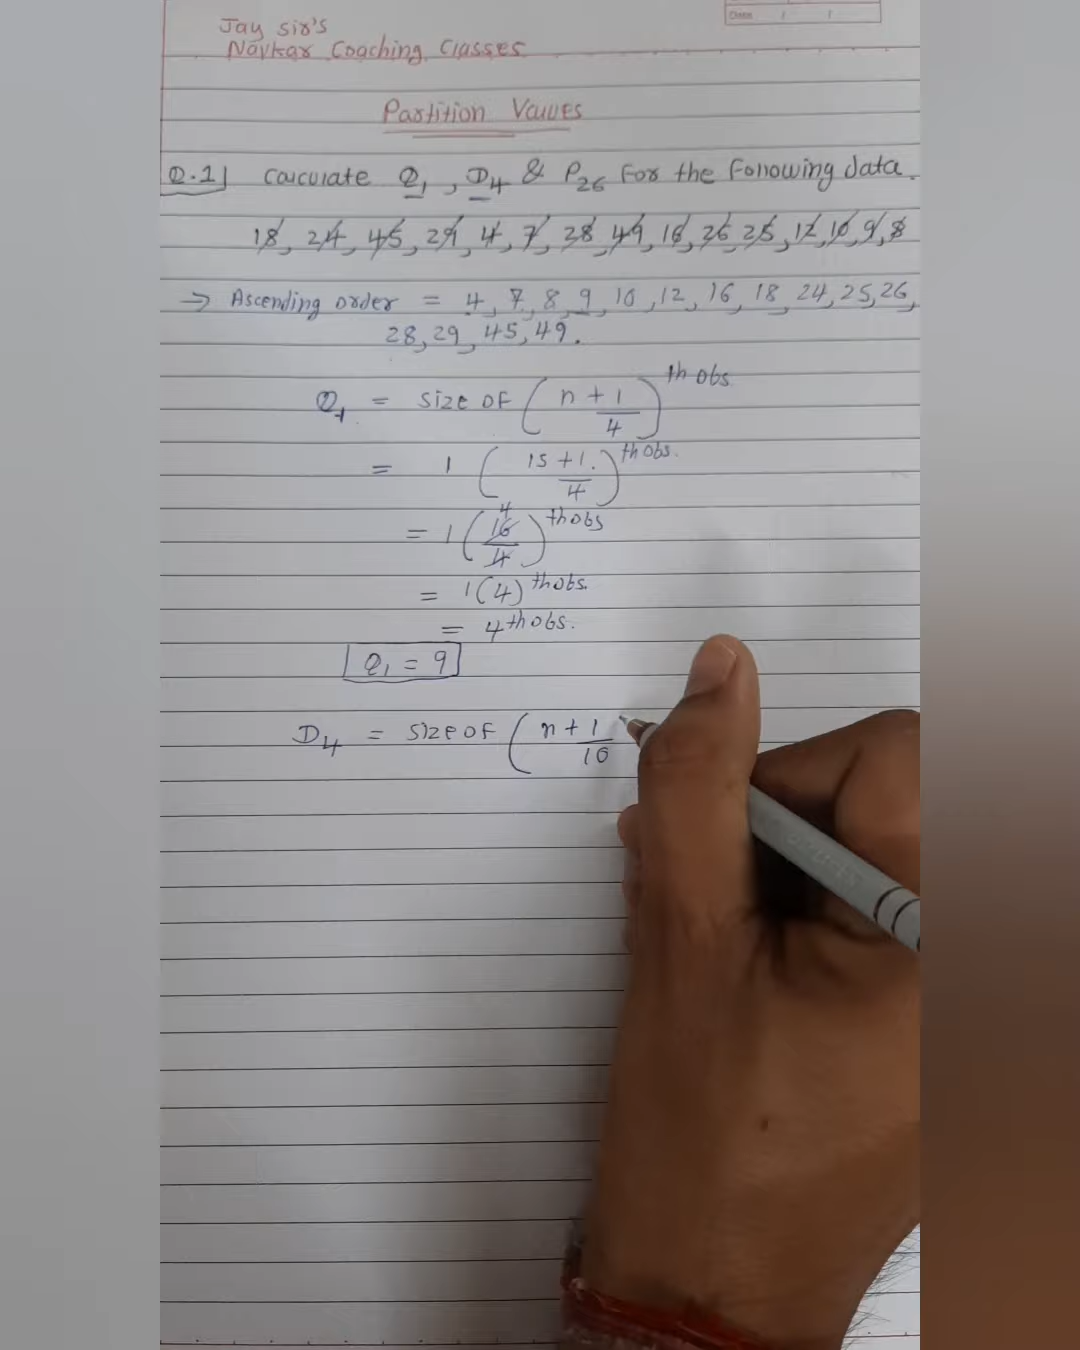 Jay sir's
Navkar Coaching Classes
Date / /
Partition Values
Q.1] Calculate Q1, D4 & P26 for the following data.
18, 24, 45, 29, 4, 7, 28, 49, 16, 26, 25, 12, 10, 9, 8
→ Ascending order = 4, 7, 8, 9, 10, 12, 16, 18, 24, 25, 26,
28, 29, 45, 49.
Q1 = size of (n + 1/4)th obs.
= 1 (15 + 1/4)th obs.
= 1 (16/4)th obs
4
= 1(4)th obs.
= 4th obs.
Q1 = 9
D4 = size of (n + 1/10